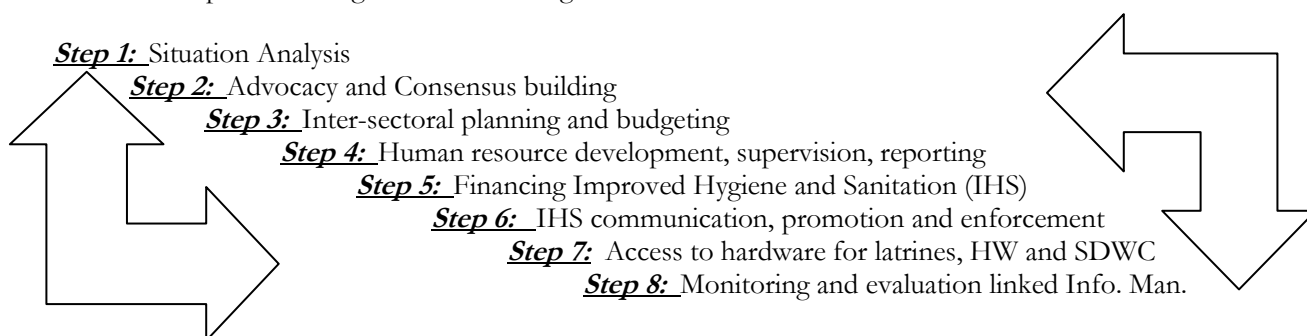 Step 1: Situation Analysis
Step 2: Advocacy and Consensus building
Step 3: Inter-sectoral planning and budgeting
Step 4: Human resource development, supervision, reporting
Step 5: Financing Improved Hygiene and Sanitation (IHS)
Step 6: IHS communication, promotion and enforcement
Step 7: Access to hardware for latrines, HW and SDWC
Step 8: Monitoring and evaluation linked Info. Man.